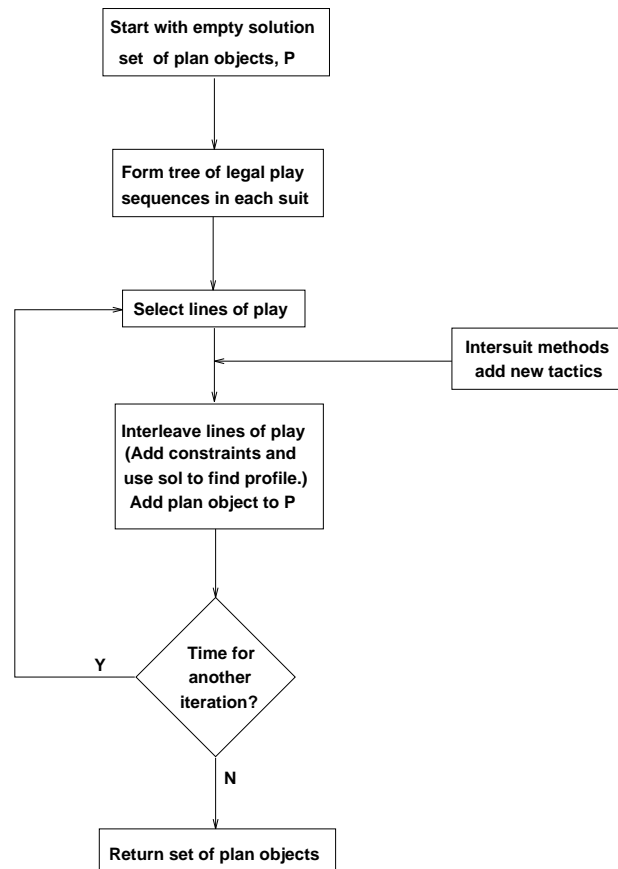 Start with empty solution
set of plan objects, P
Form tree of legal play
sequences in each suit
Select lines of play
Intersuit methods
add new tactics
Interleave lines of play
(Add constraints and
use sol to find profile.)
Add plan object to P
Time for
another
iteration?
Y
N
Return set of plan objects